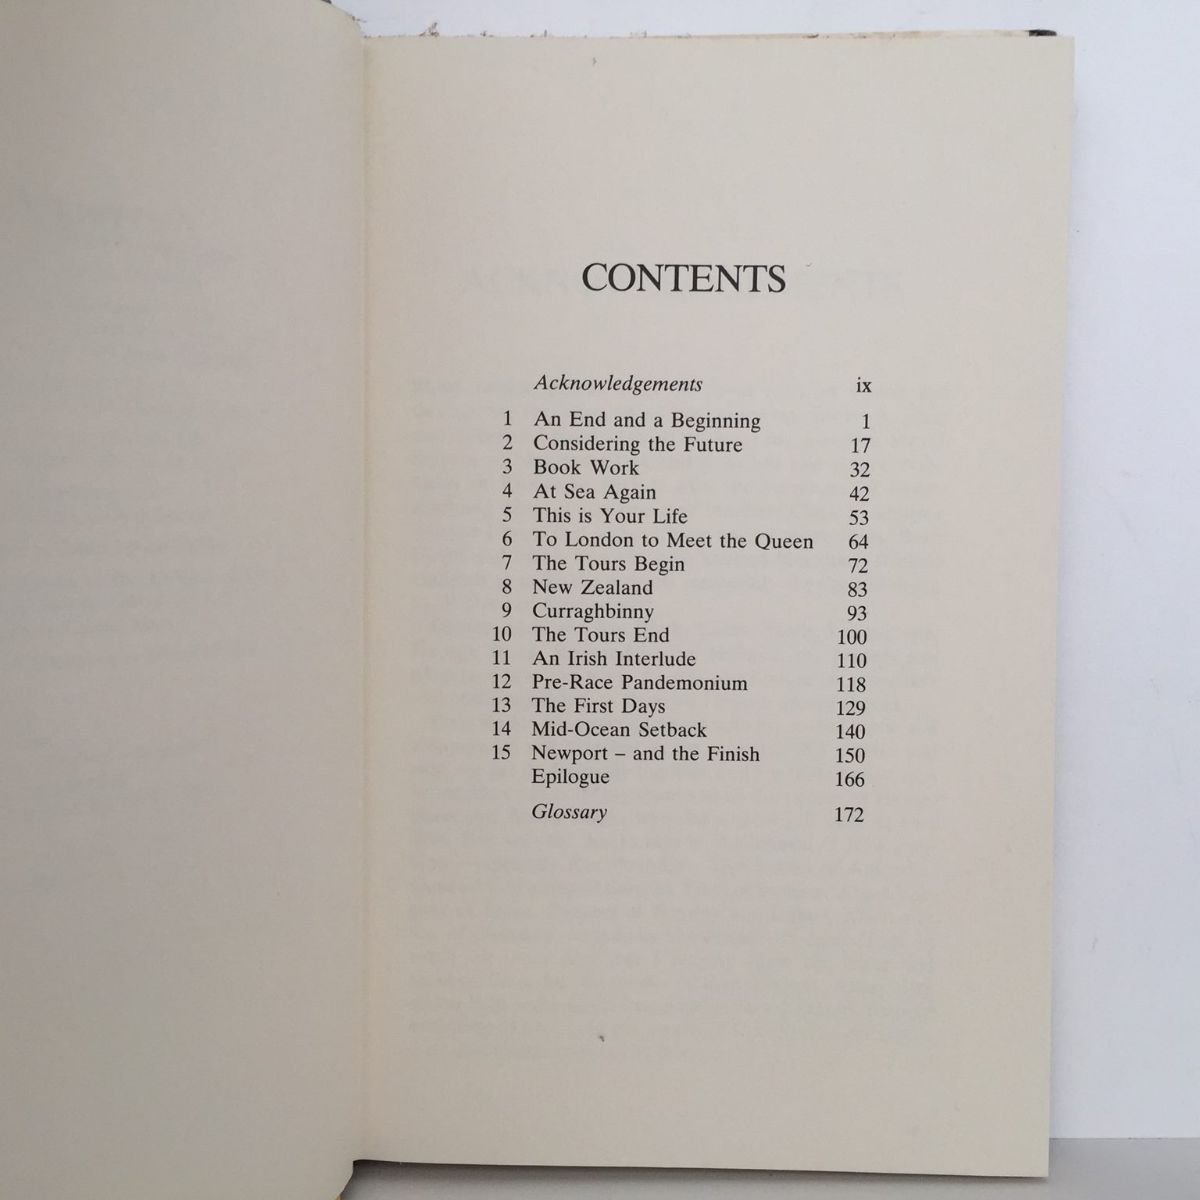 CONTENTS
Acknowledgements ix
1 An End and a Beginning 1
2 Considering the Future 17
3 Book Work 32
4 At Sea Again 42
5 This is Your Life 53
6 To London to Meet the Queen 64
7 The Tours Begin 72
8 New Zealand 83
9 Curraghbinny 93
10 The Tours End 100
11 An Irish Interlude 110
12 Pre-Race Pandemonium 118
13 The First Days 129
14 Mid-Ocean Setback 140
15 Newport – and the Finish 150
Epilogue 166
Glossary 172